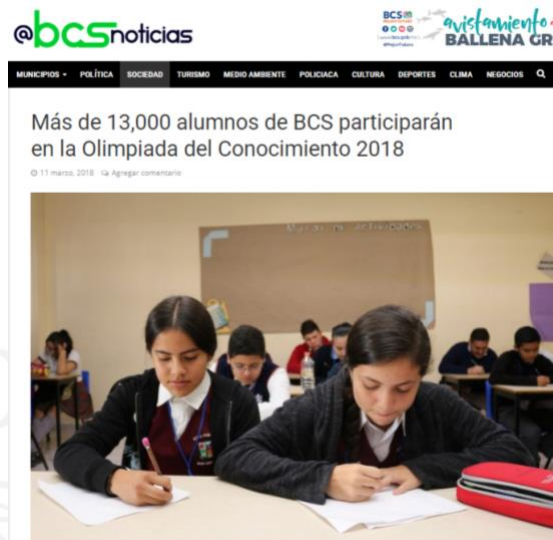 @bcsnoticias
BCS
avistamiento
BALLENA GR
MUNICIPIOS POLÍTICA SOCIEDAD TURISMO MEDIO AMBIENTE POLICIACA CULTURA DEPORTES CLIMA NEGOCIOS
Más de 13,000 alumnos de BCS participarán
en la Olimpiada del Conocimiento 2018
11 marzo, 2018 Agregar comentario